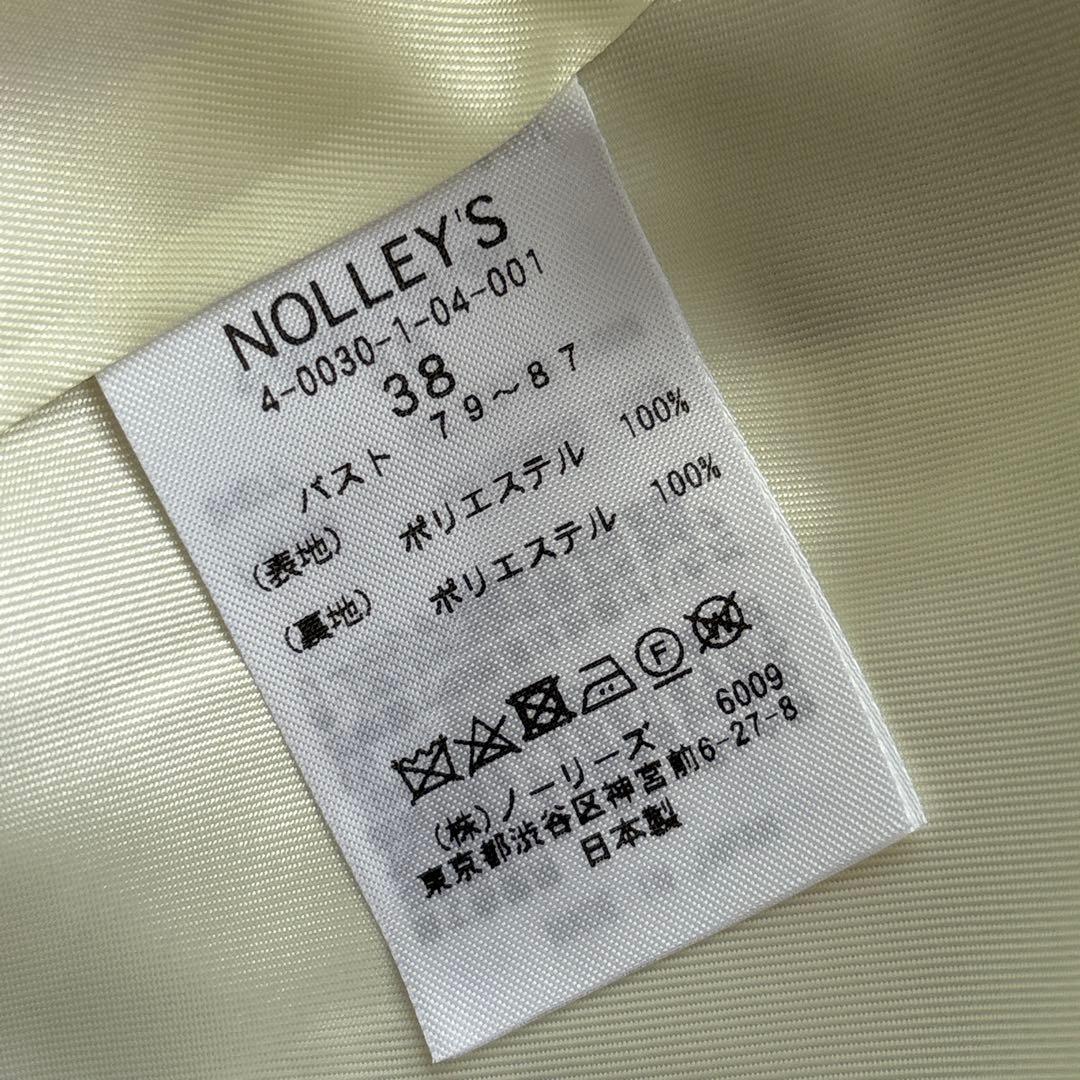 NOLLEY'S
4-0030-1-04-001
38
バスト 79～87
(表地) ポリエステル 100%
(裏地) ポリエステル 100%
F W
(株)ノーリーズ 6009
東京都渋谷区神宮前6-27-8
日本製